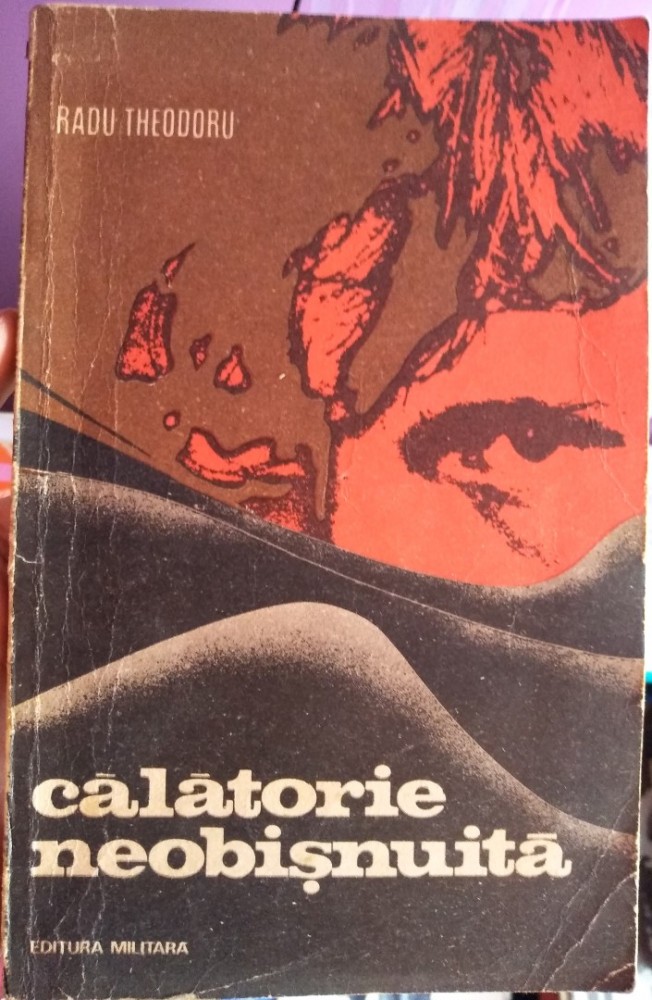 RADU THEODORU
călătorie
neobișnuită
EDITURA MILITARĂ